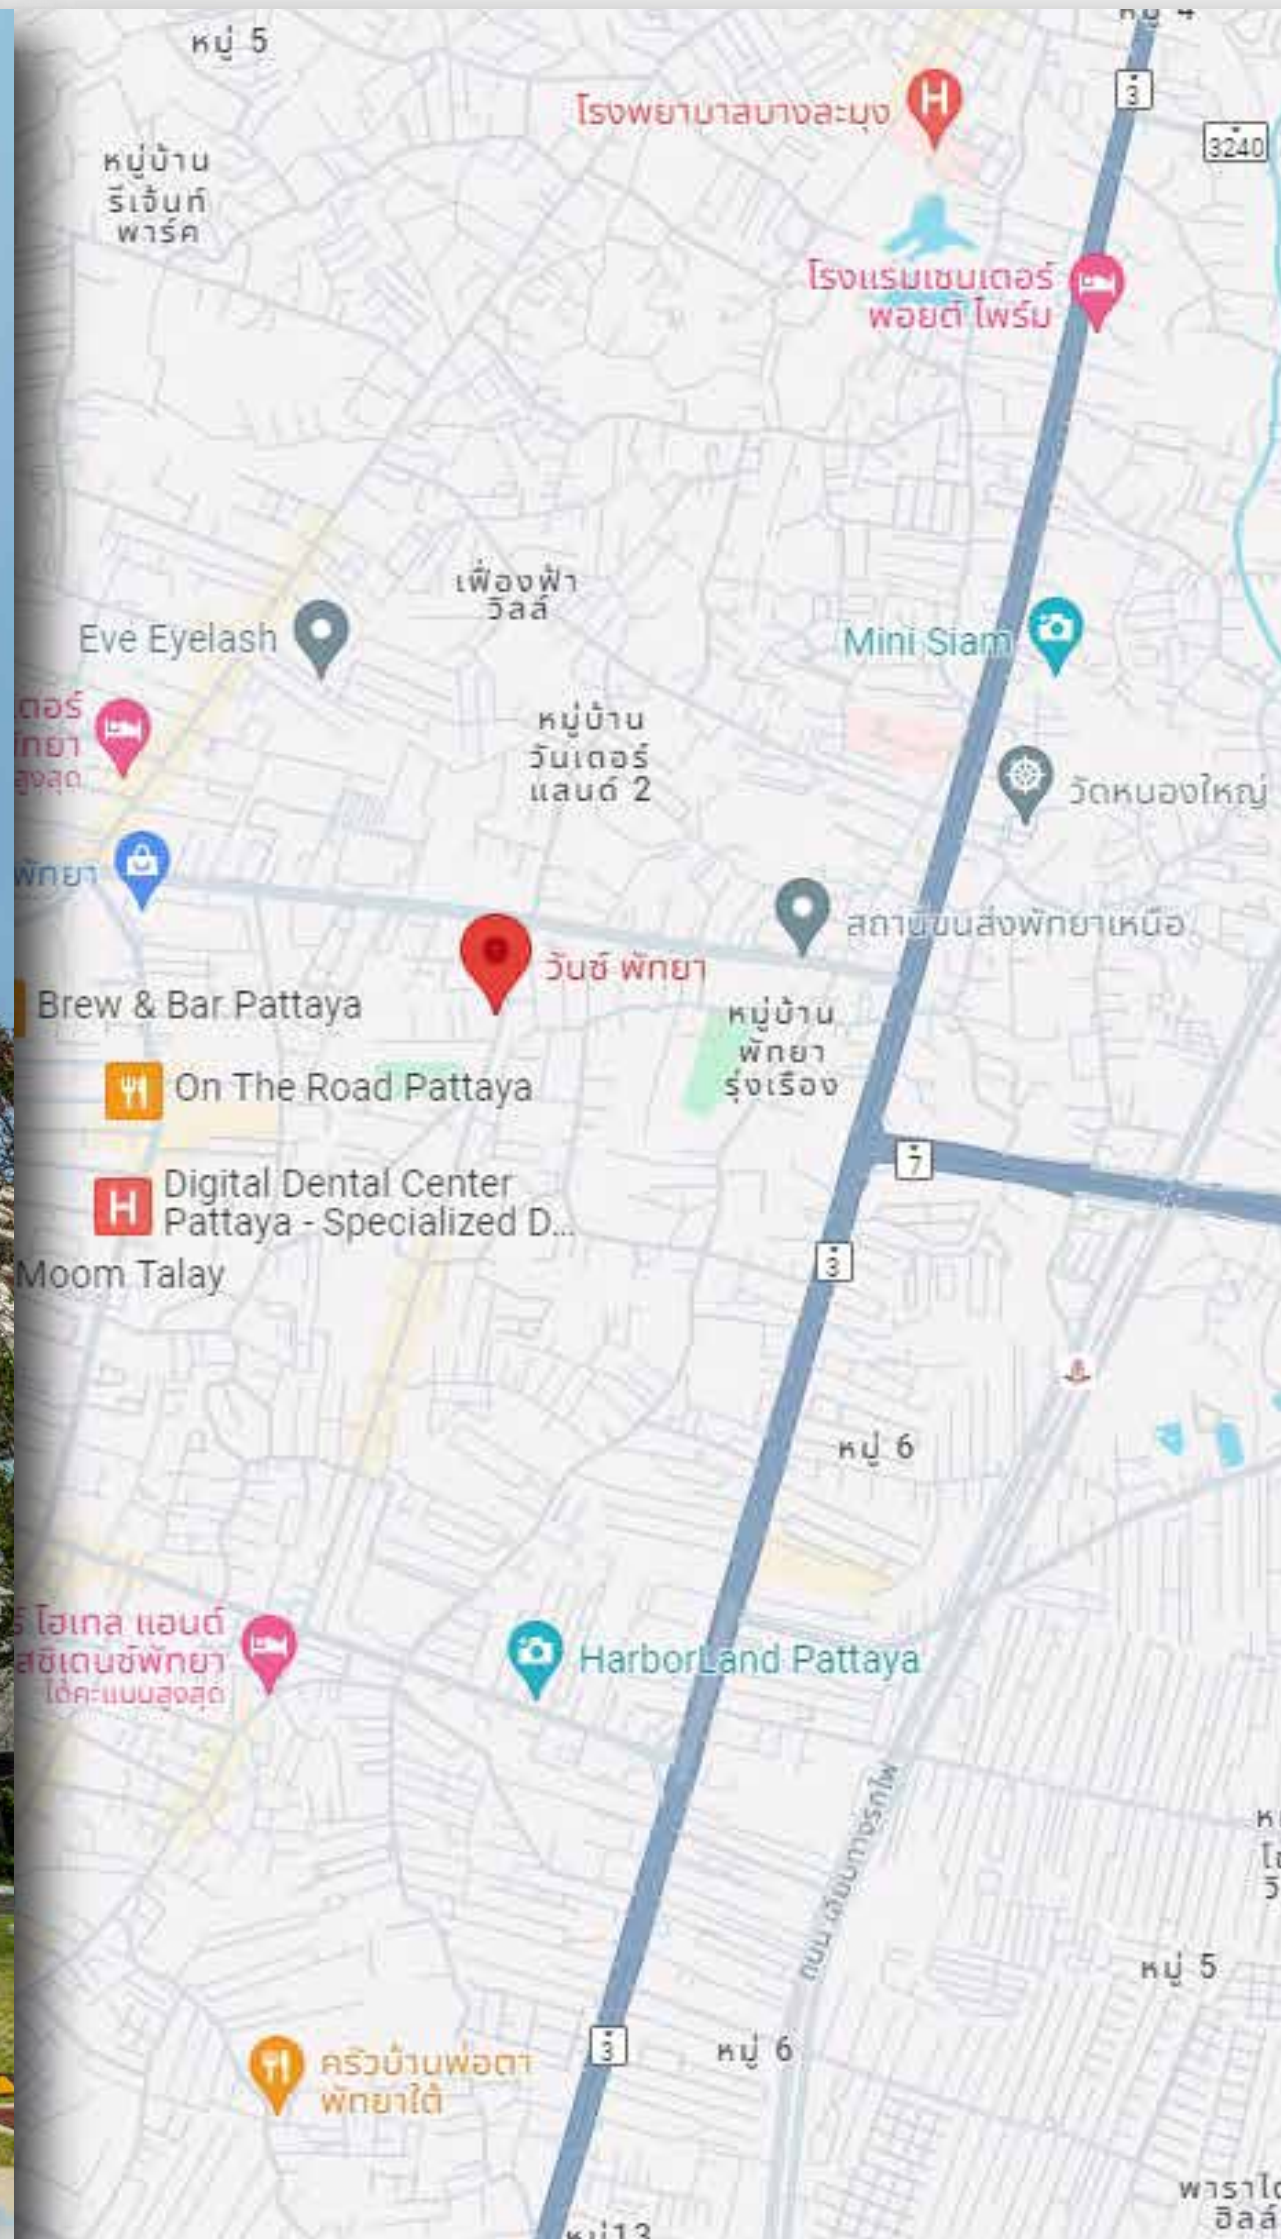 หมู่ 4
หมู่ 5
3
โรงพยาบาลบางละมุง
3240
หมู่บ้าน
รีเจ้นท์
พาร์ค
โรงแรมเซนเตอร์
พอยต์ ไพร์ม
เฟื่องฟ้า
วิลล์
Eve Eyelash
Mini Siam
หมู่บ้าน
วันเดอร์
แลนด์ 2
สูงสุด
วัดหนองใหญ่
พัทยา
สถานีขนส่งพัทยาเหนือ
วันซ์ พัทยา
Brew & Bar Pattaya
หมู่บ้าน
พัทยา
รุ่งเรือง
On The Road Pattaya
7
Digital Dental Center
Pattaya - Specialized D...
3
Moom Talay
หมู่ 6
โฮเทล แอนด์
สซิเดนซ์พัทยา
ได้คะแนนสูงสุด
HarborLand Pattaya
ถนน เลียบทางรถไฟ
หมู่ 5
3
หมู่ 6
ครัวบ้านพ่อตา
พัทยาใต้
หมู่13